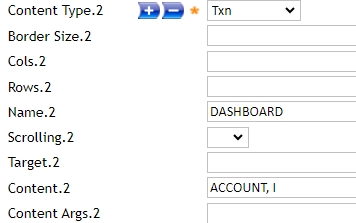 Content Type.2 + − * Txn
Border Size.2
Cols.2
Rows.2
Name.2 DASHBOARD
Scrolling.2
Target.2
Content.2 ACCOUNT, I
Content Args.2